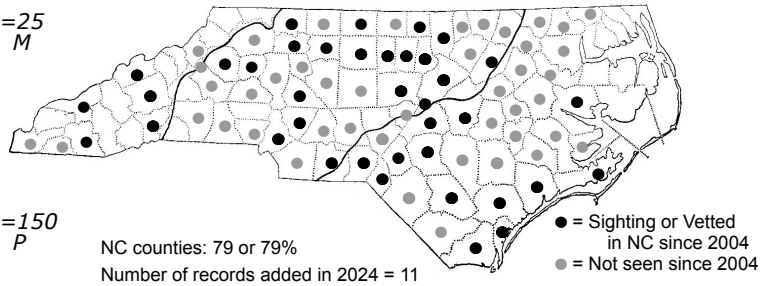 =25
M
=150
P
NC counties: 79 or 79%
Number of records added in 2024 = 11
= Sighting or Vetted
in NC since 2004
= Not seen since 2004